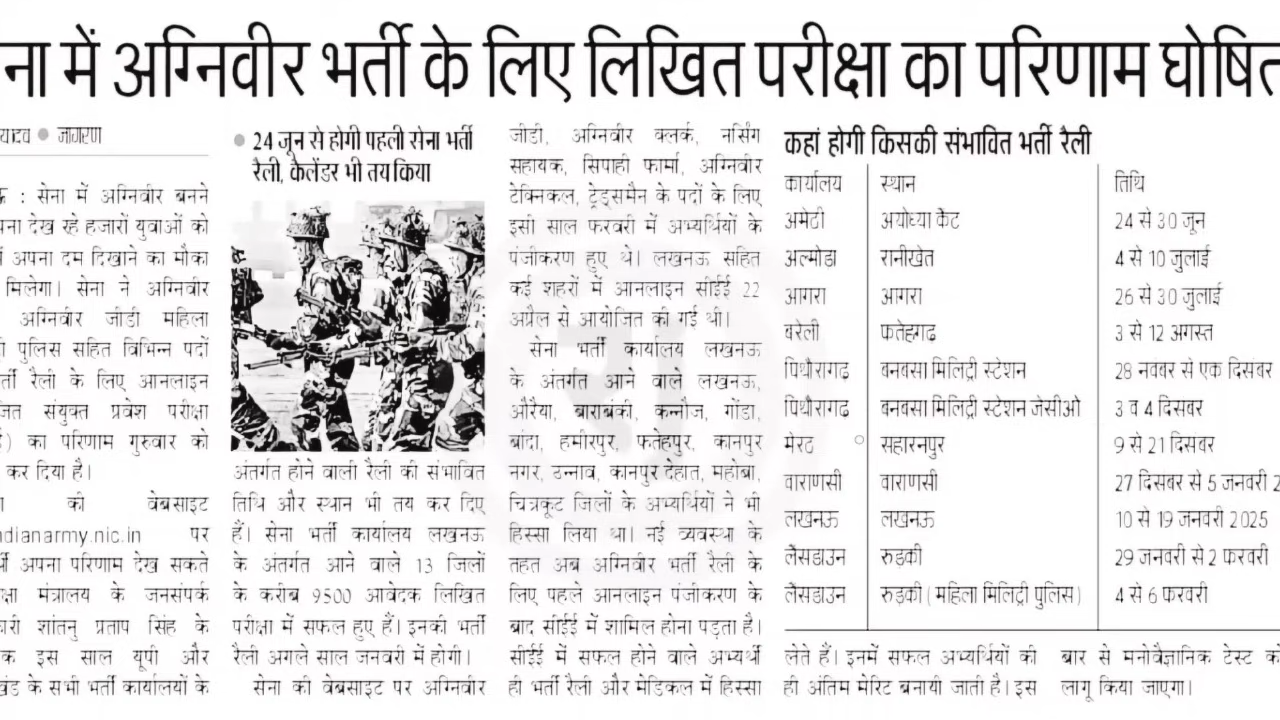 ना में अग्निवीर भर्ती के लिए लिखित परीक्षा का परिणाम घोषित
यादव ● जागरण
: सेना में अग्निवीर बनने
पना देख रहे हजारों युवाओं को
अपना दम दिखाने का मौका
मिलेगा। सेना ने अग्निवीर
अग्निवीर जीडी महिला
पुलिस सहित विभिन्न पदों
र्ती रैली के लिए आनलाइन
जित संयुक्त प्रवेश परीक्षा
) का परिणाम गुरुवार को
कर दिया है।
की वेबसाइट
ndianarmy.nic.in पर
र्थी अपना परिणाम देख सकते
क्षा मंत्रालय के जनसंपर्क
री शांतनु प्रताप सिंह के
क इस साल यूपी और
खंड के सभी भर्ती कार्यालयों के
● 24 जून से होगी पहली सेना भर्ती
रैली, कैलेंडर भी तय किया
अंतर्गत होने वाली रैली की संभावित
तिथि और स्थान भी तय कर दिए
हैं। सेना भर्ती कार्यालय लखनऊ
के अंतर्गत आने वाले 13 जिलों
के करीब 9500 आवेदक लिखित
परीक्षा में सफल हुए हैं। इनकी भर्ती
रैली अगले साल जनवरी में होगी।
सेना की वेबसाइट पर अग्निवीर
जीडी, अग्निवीर क्लर्क, नर्सिंग
सहायक, सिपाही फार्मा, अग्निवीर
टेक्निकल, ट्रेड्समैन के पदों के लिए
इसी साल फरवरी में अभ्यर्थियों के
पंजीकरण हुए थे। लखनऊ सहित
कई शहरों में आनलाइन सीईई 22
अप्रैल से आयोजित की गई थी।
सेना भर्ती कार्यालय लखनऊ
के अंतर्गत आने वाले लखनऊ,
औरैया, बाराबंकी, कन्नौज, गोंडा,
बांदा, हमीरपुर, फतेहपुर, कानपुर
नगर, उन्नाव, कानपुर देहात, महोबा,
चित्रकूट जिलों के अभ्यर्थियों ने भी
हिस्सा लिया था। नई व्यवस्था के
तहत अब अग्निवीर भर्ती रैली के
लिए पहले आनलाइन पंजीकरण के
बाद सीईई में शामिल होना पड़ता है।
सीईई में सफल होने वाले अभ्यर्थी
ही भर्ती रैली और मेडिकल में हिस्सा
कहां होगी किसकी संभावित भर्ती रैली
कार्यालय स्थान तिथि
अमेठी अयोध्या कैंट 24 से 30 जून
अल्मोडा रानीखेत 4 से 10 जुलाई
आगरा आगरा 26 से 30 जुलाई
बरेली फतेहगढ 3 से 12 अगस्त
पिथौरागढ बनबसा मिलिट्री स्टेशन 28 नवंबर से एक दिसंबर
पिथौरागढ बनबसा मिलिट्री स्टेशन जेसीओ 3 व 4 दिसंबर
मेरठ सहारनपुर 9 से 21 दिसंबर
वाराणसी वाराणसी 27 दिसंबर से 5 जनवरी 2
लखनऊ लखनऊ 10 से 19 जनवरी 2025
लैंसडाउन रुड़की 29 जनवरी से 2 फरवरी
लैंसडाउन रुड़की ( महिला मिलिट्री पुलिस) 4 से 6 फरवरी
लेते हैं। इनमें सफल अभ्यर्थियों की
ही अंतिम मेरिट बनायी जाती है। इस
बार से मनोवैज्ञानिक टेस्ट को
लागू किया जाएगा।